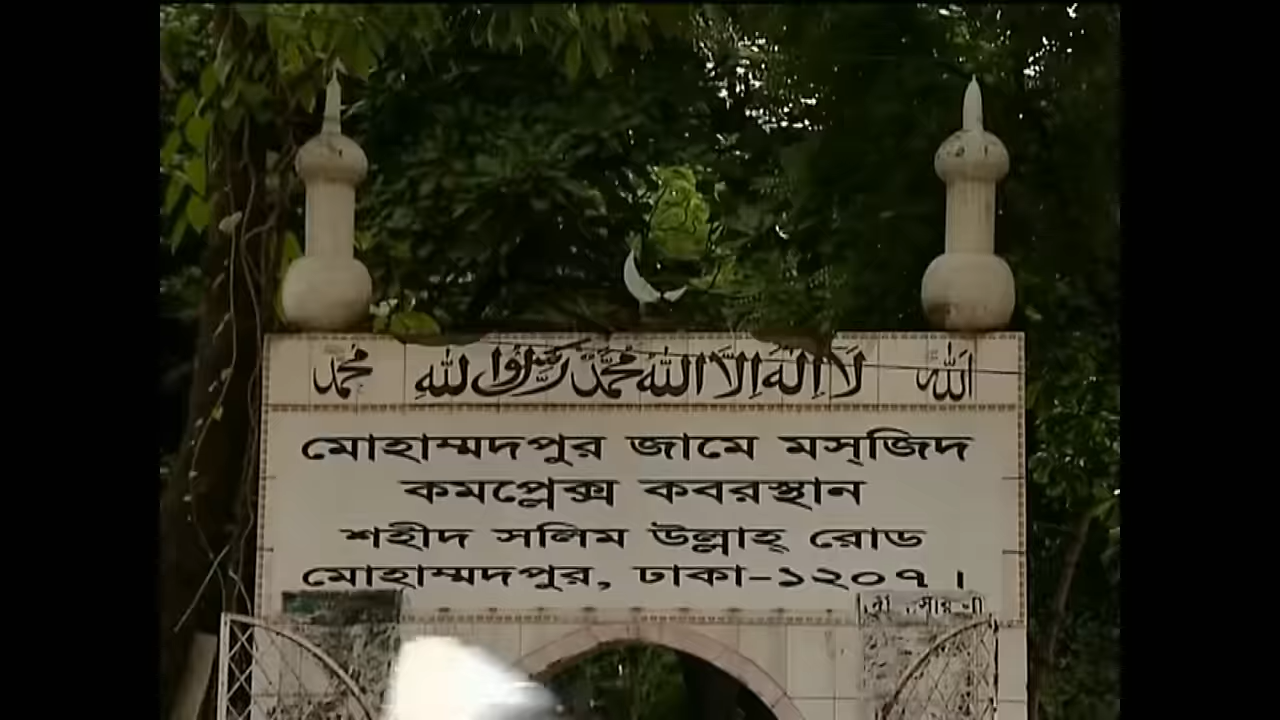 الله لا اله الا الله محمد رسول الله محمد
মোহাম্মদপুর জামে মস্জিদ
কমপ্লেক্স কবরস্থান
শহীদ সলিম উল্লাহ্ রোড
মোহাম্মদপুর, ঢাকা-১২০৭।